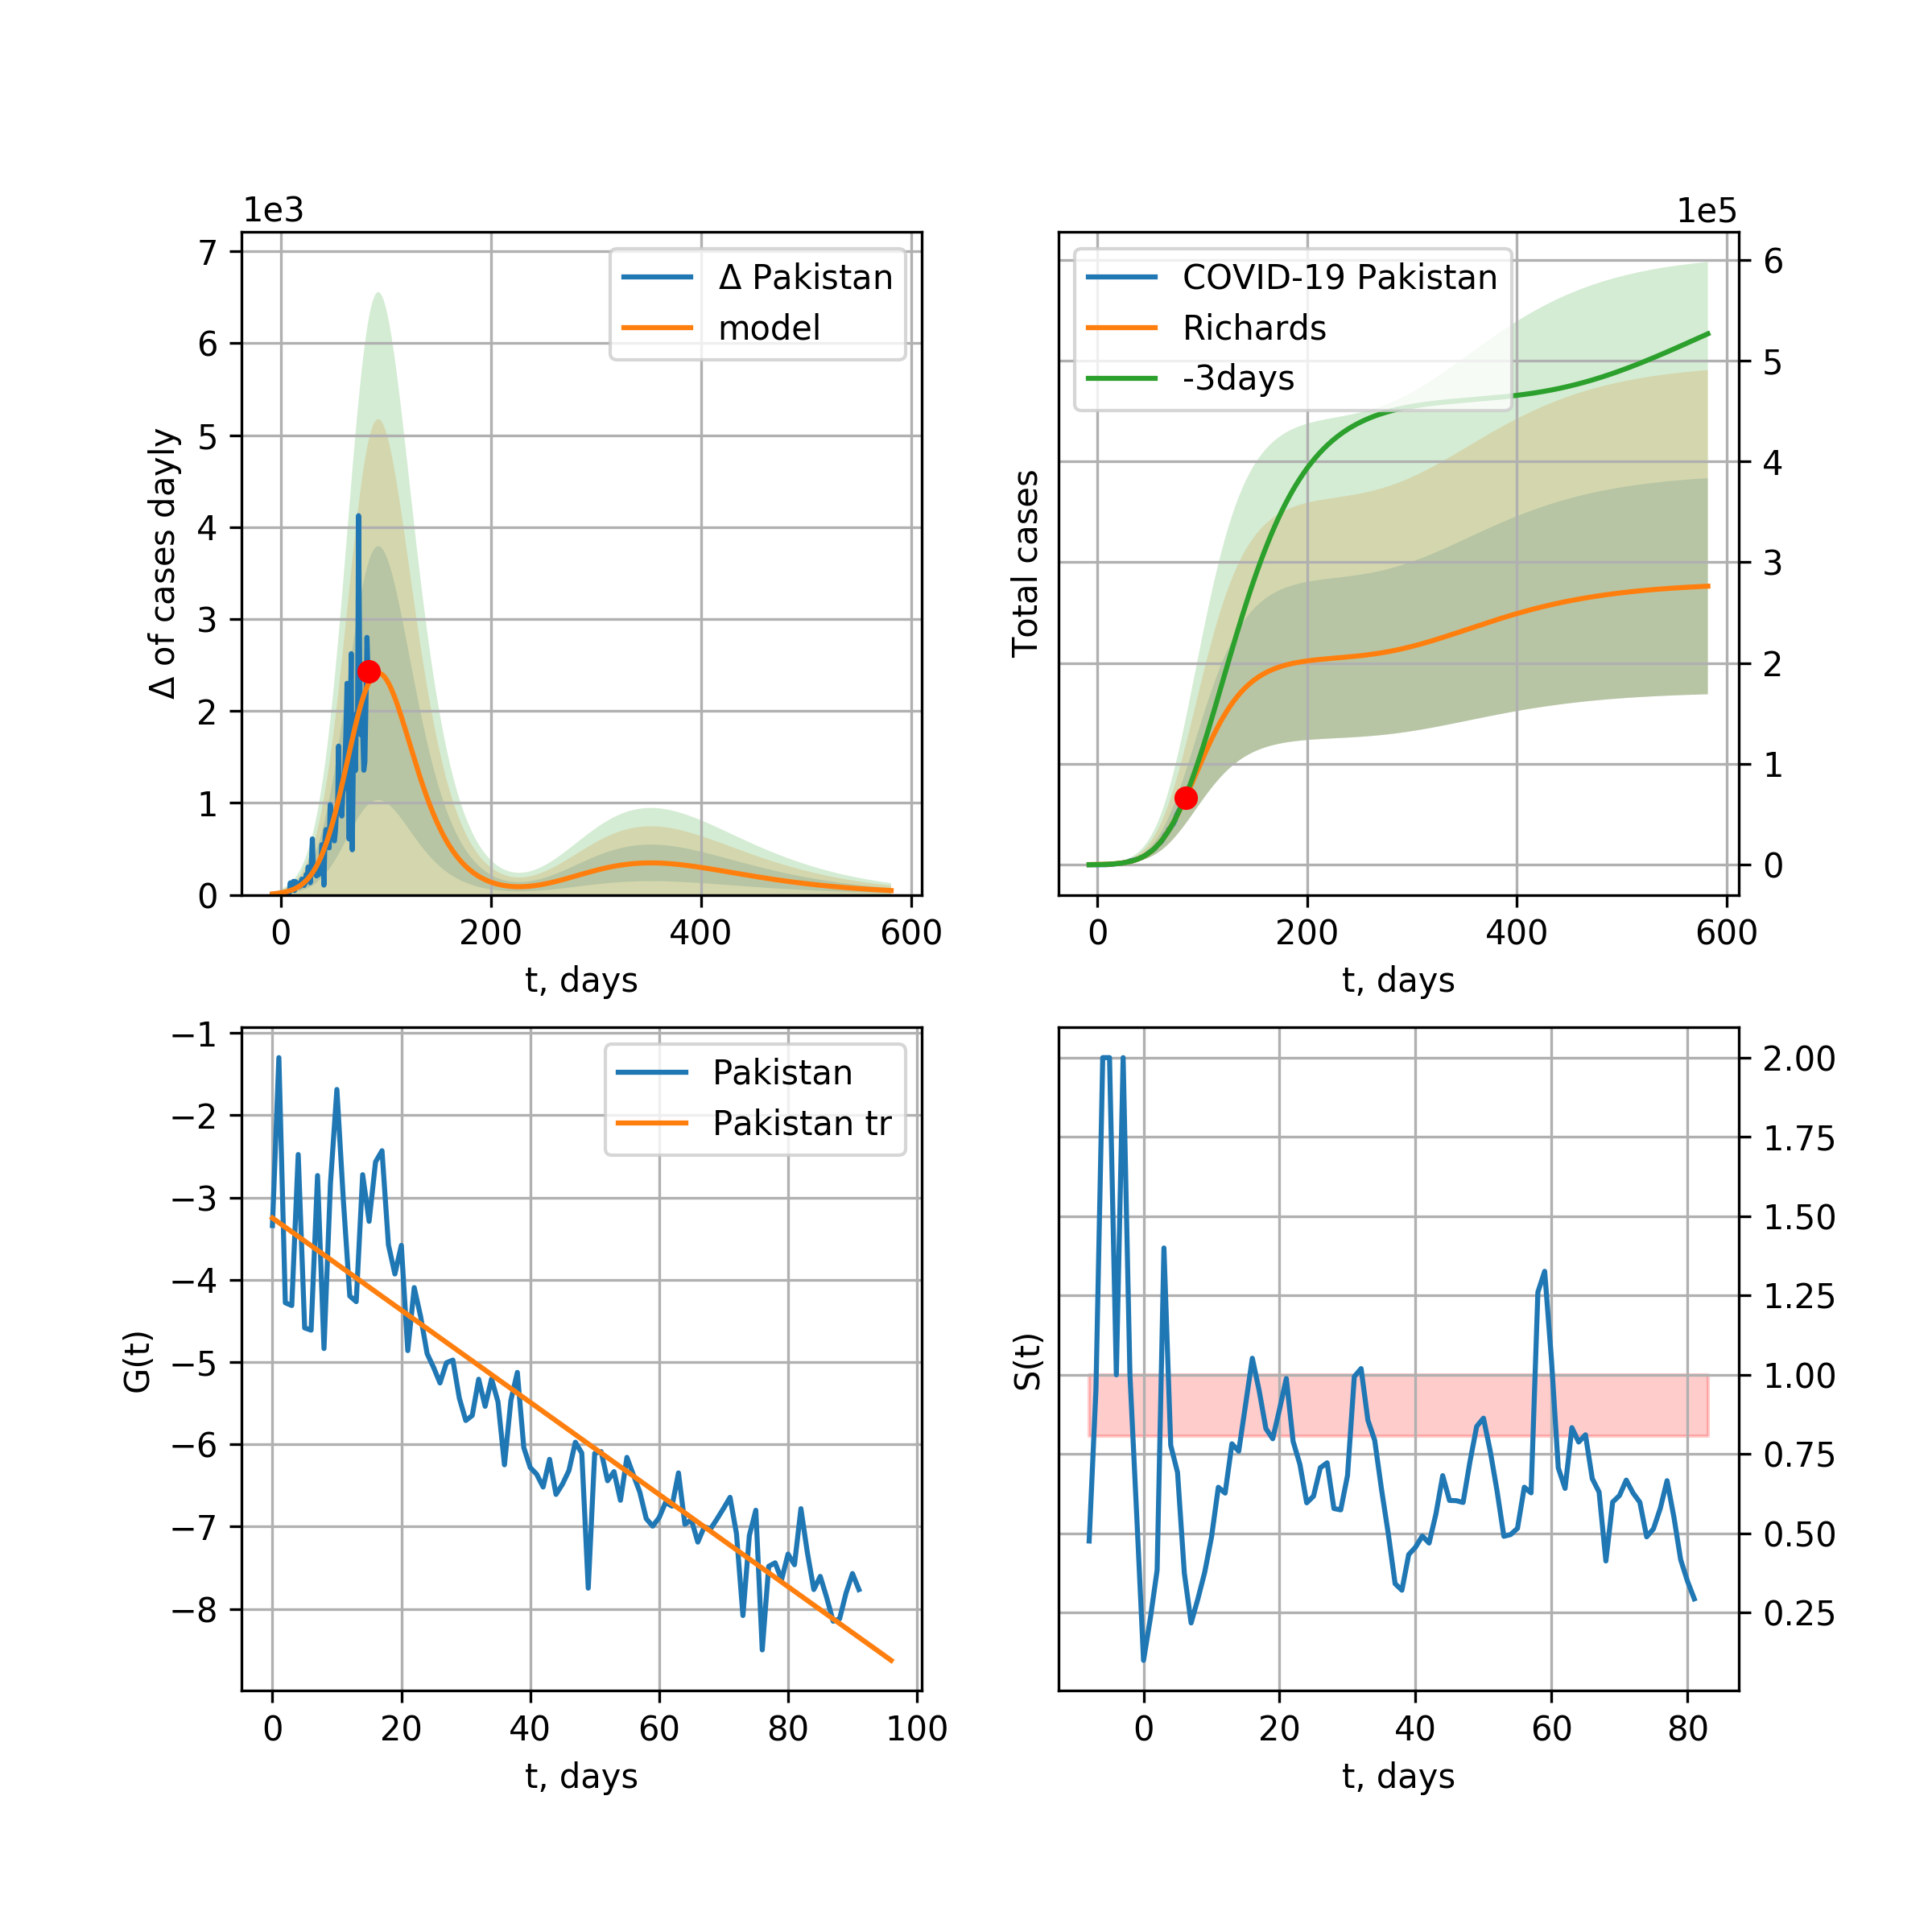 1e3
7
6
5
4
3
2
1
0
Δ of cases dayly
Δ Pakistan
model
0 200 400 600
t, days
1e5
COVID-19 Pakistan
Richards
-3days
6
5
4
3
2
1
0
Total cases
0 200 400 600
t, days
−1
−2
−3
−4
−5
−6
−7
−8
G(t)
Pakistan
Pakistan tr
0 20 40 60 80 100
t, days
S(t)
2.00
1.75
1.50
1.25
1.00
0.75
0.50
0.25
0 20 40 60 80
t, days